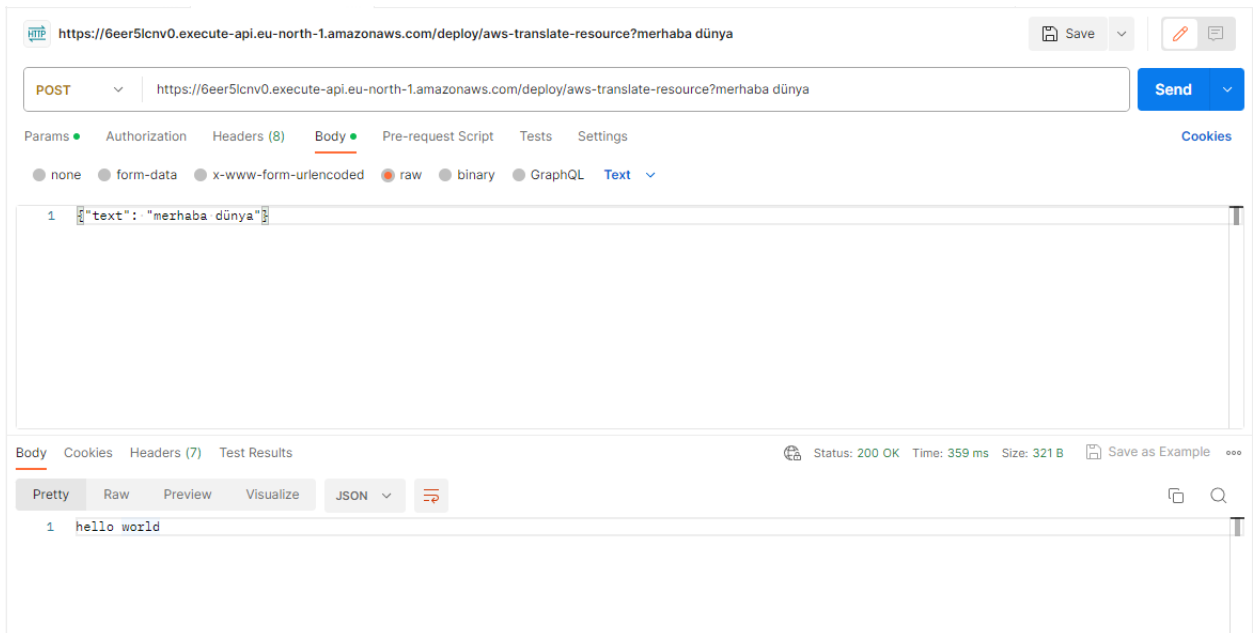 HTTP https://6eer5lcnv0.execute-api.eu-north-1.amazonaws.com/deploy/aws-translate-resource?merhaba dünya Save
POST https://6eer5lcnv0.execute-api.eu-north-1.amazonaws.com/deploy/aws-translate-resource?merhaba dünya Send
Params Authorization Headers (8) Body Pre-request Script Tests Settings Cookies
none form-data x-www-form-urlencoded raw binary GraphQL Text
1 {"text": "merhaba dünya"}
Body Cookies Headers (7) Test Results Status: 200 OK Time: 359 ms Size: 321 B Save as Example
Pretty Raw Preview Visualize JSON
1 hello world